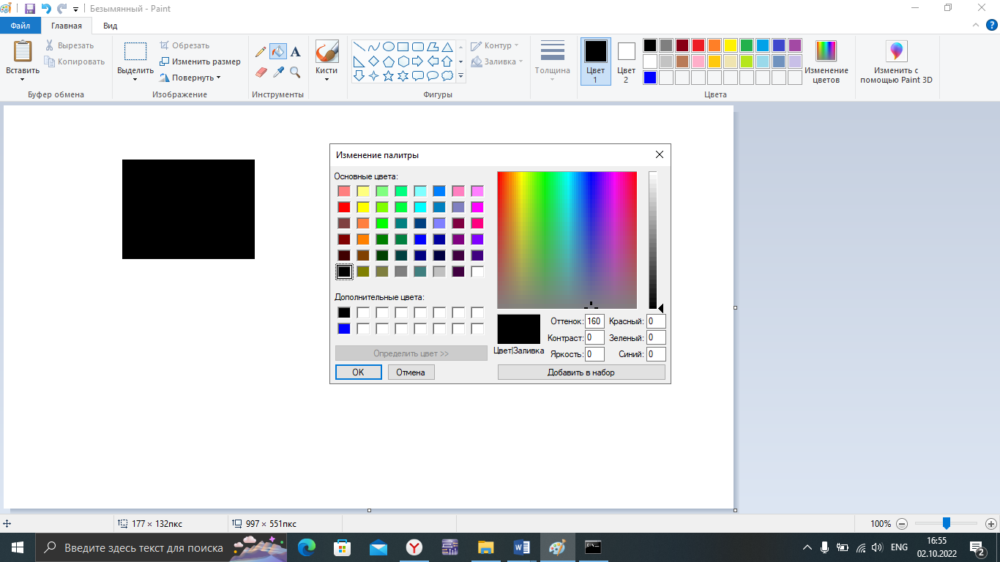 Безымянный - Paint
Файл Главная Вид
Вставить
Вырезать
Копировать
Буфер обмена
Выделить
Обрезать
Изменить размер
Повернуть
Изображение
A
Инструменты
Кисти
Контур
Заливка
Фигуры
Толщина
Цвет
1
Цвет
2
Изменение
цветов
Цвета
Изменить с
помощью Paint 3D
Изменение палитры
Основные цвета:
Дополнительные цвета:
Определить цвет >>
OK Отмена
Цвет|Заливка
Оттенок: 160 Красный: 0
Контраст: 0 Зеленый: 0
Яркость: 0 Синий: 0
Добавить в набор
177 × 132пкс 997 × 551пкс 100%
Введите здесь текст для поиска
ENG
16:55
02.10.2022
2